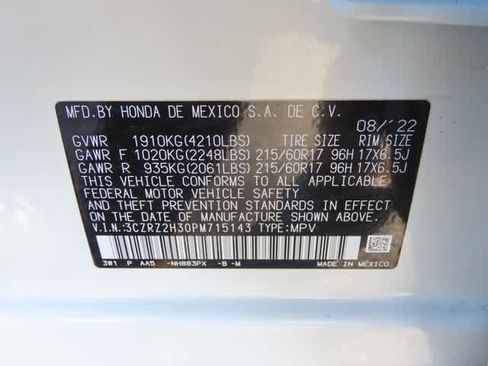 MFD.BY HONDA DE MEXICO S.A. DE C.V.
08/'22
GVWR 1910KG(4210LBS) TIRE SIZE RIM SIZE
GAWR F 1020KG(2248LBS) 215/60R17 96H 17X6.5J
GAWR R 935KG(2061LBS) 215/60R17 96H 17X6.5J
THIS VEHICLE CONFORMS TO ALL APPLICABLE
FEDERAL MOTOR VEHICLE SAFETY, BUMPER,
AND THEFT PREVENTION STANDARDS IN EFFECT
ON THE DATE OF MANUFACTURE SHOWN ABOVE.
V.I.N.:3CZRZ2H30PM715143 TYPE:MPV
3W1 P AA5 -NH883PX -B -M
MADE IN MEXICO